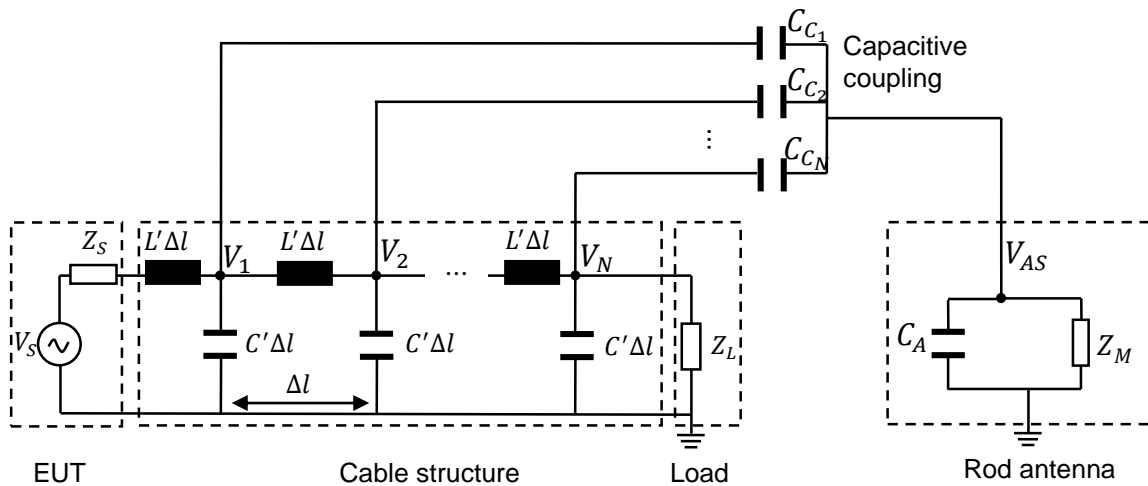 C_{C_1}
Capacitive
coupling
C_{C_2}
⋮
C_{C_N}
Z_S
L′Δl
V_1
L′Δl
V_2
...
L′Δl
V_N
V_{AS}
V_S
C′Δl
C′Δl
C′Δl
Z_L
C_A
Z_M
Δl
EUT
Cable structure
Load
Rod antenna